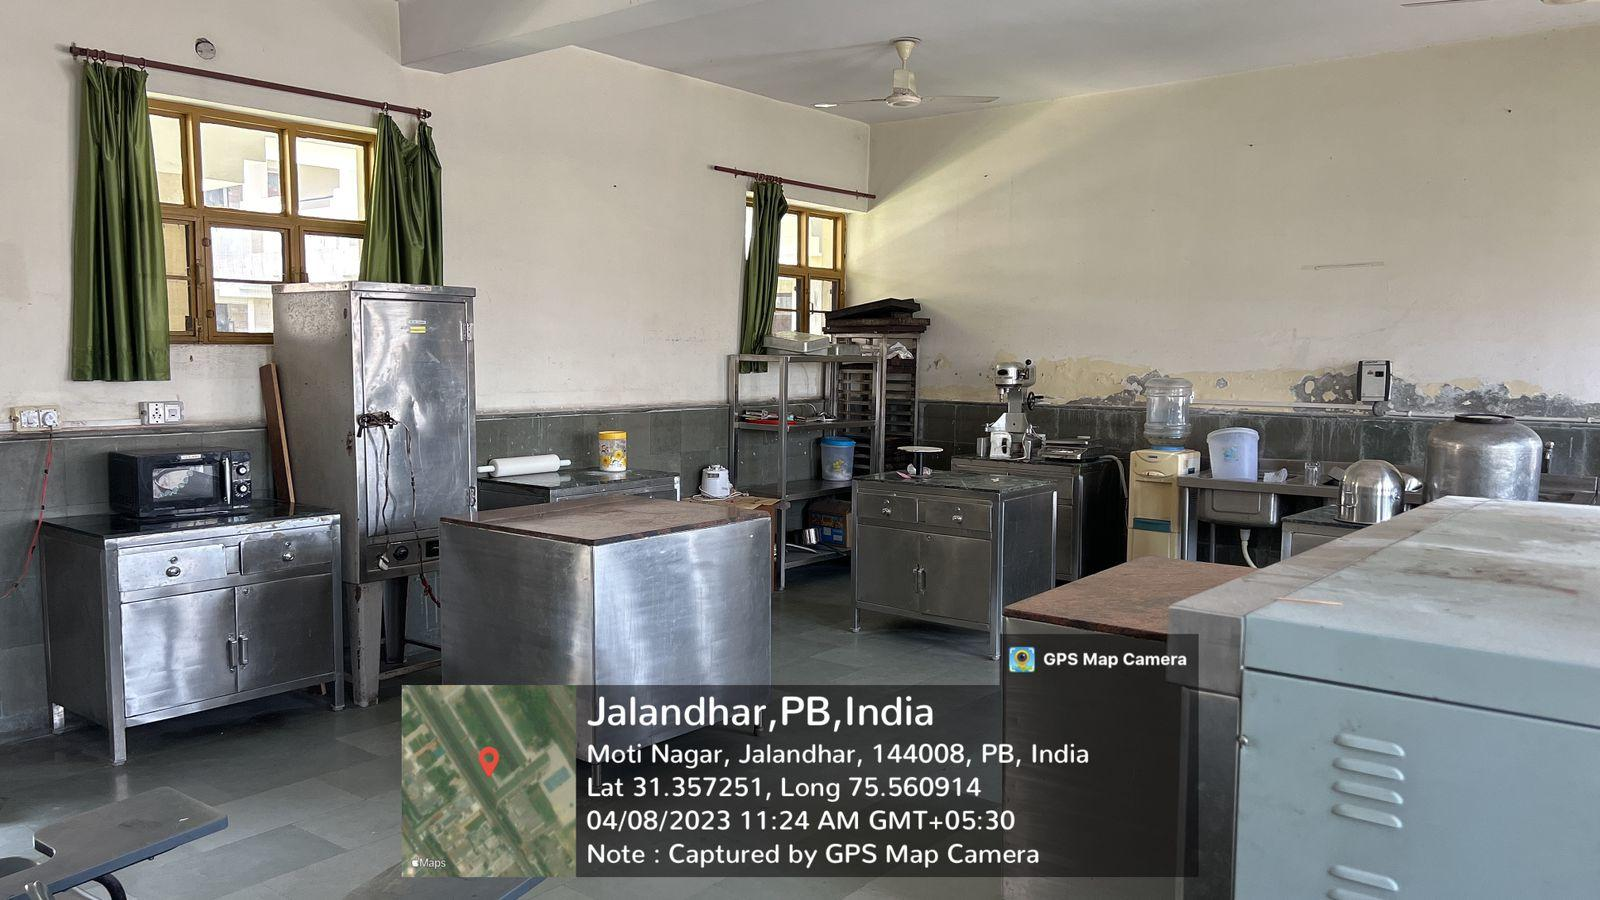 GPS Map Camera
Jalandhar,PB,India
Moti Nagar, Jalandhar, 144008, PB, India
Lat 31.357251, Long 75.560914
04/08/2023 11:24 AM GMT+05:30
Note : Captured by GPS Map Camera
Maps